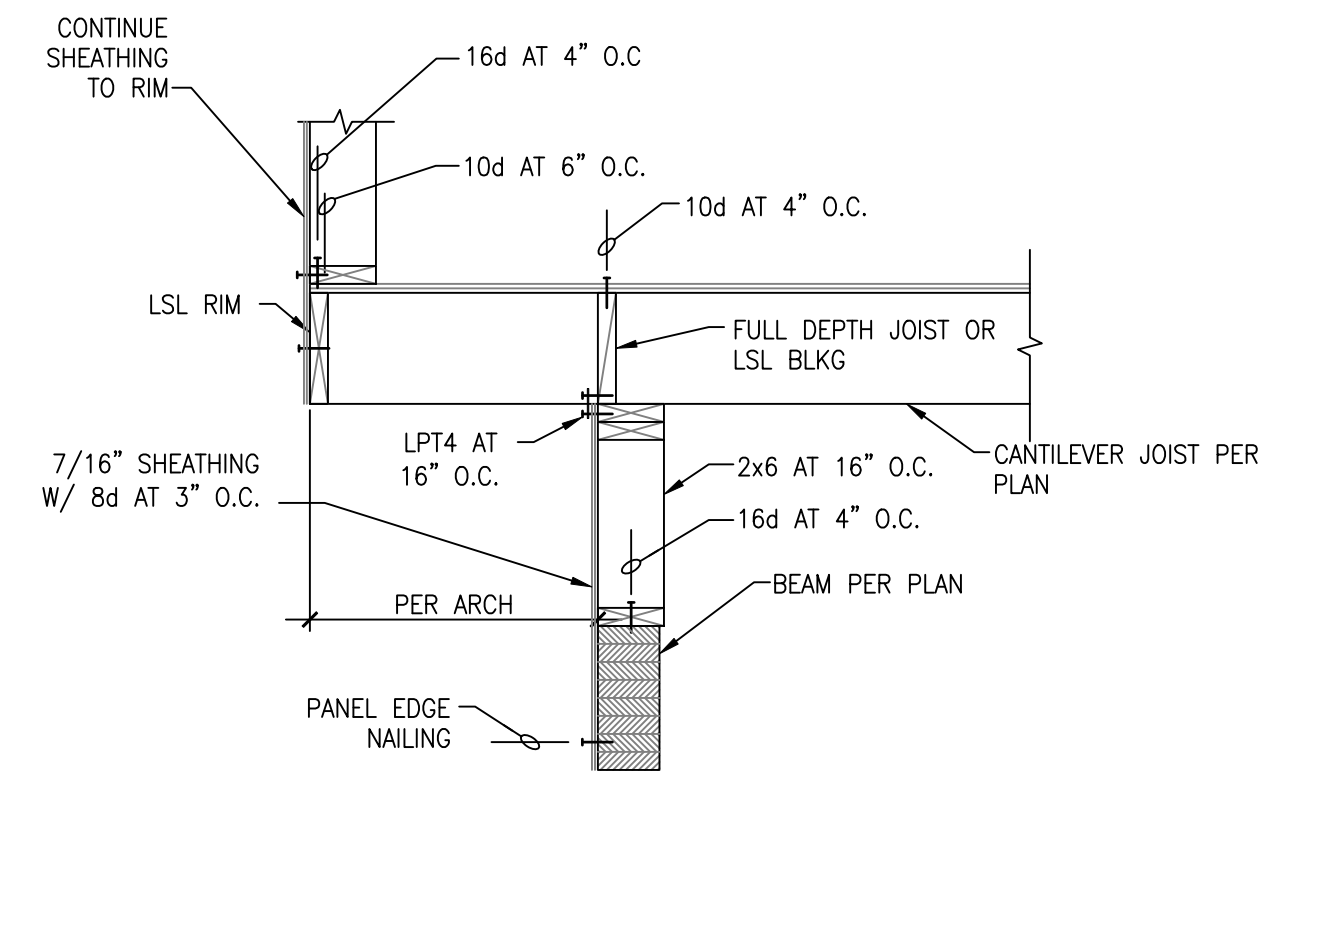 CONTINUE
SHEATHING
TO RIM
16d AT 4” O.C
10d AT 6” O.C.
10d AT 4” O.C.
LSL RIM
FULL DEPTH JOIST OR
LSL BLKG
LPT4 AT
16” O.C.
CANTILEVER JOIST PER
PLAN
7/16” SHEATHING
W/ 8d AT 3” O.C.
2x6 AT 16” O.C.
16d AT 4” O.C.
BEAM PER PLAN
PER ARCH
PANEL EDGE
NAILING